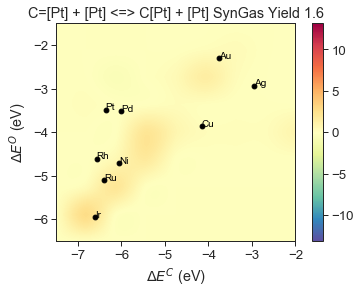 C=[Pt] + [Pt] <=> C[Pt] + [Pt] SynGas Yield 1.6
−2
−3
−4
−5
−6
ΔE^O (eV)
Au
Ag
Pt
Pd
Cu
Rh
Ni
Ru
Ir
−7
−6
−5
−4
−3
−2
ΔE^C (eV)
10
5
0
−5
−10